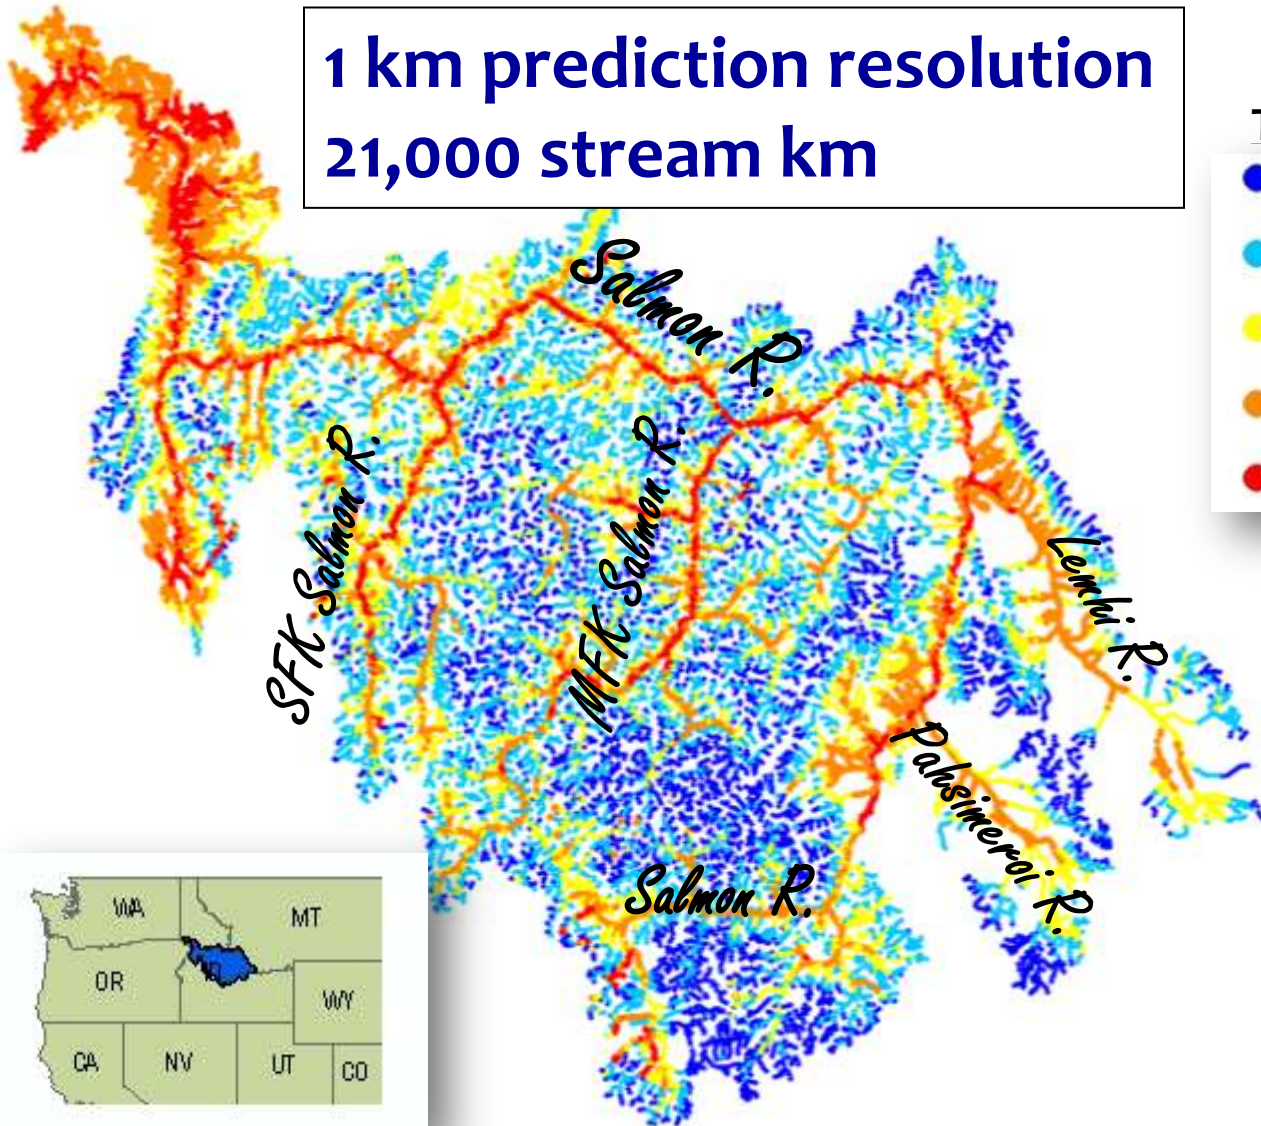 1 km prediction resolution
21,000 stream km
Salmon R.
SFK Salmon R.
MFK Salmon R.
Lemhi R.
Pahsimeroi R.
Salmon R.
WA
MT
OR
WY
CA
NV
UT
CO